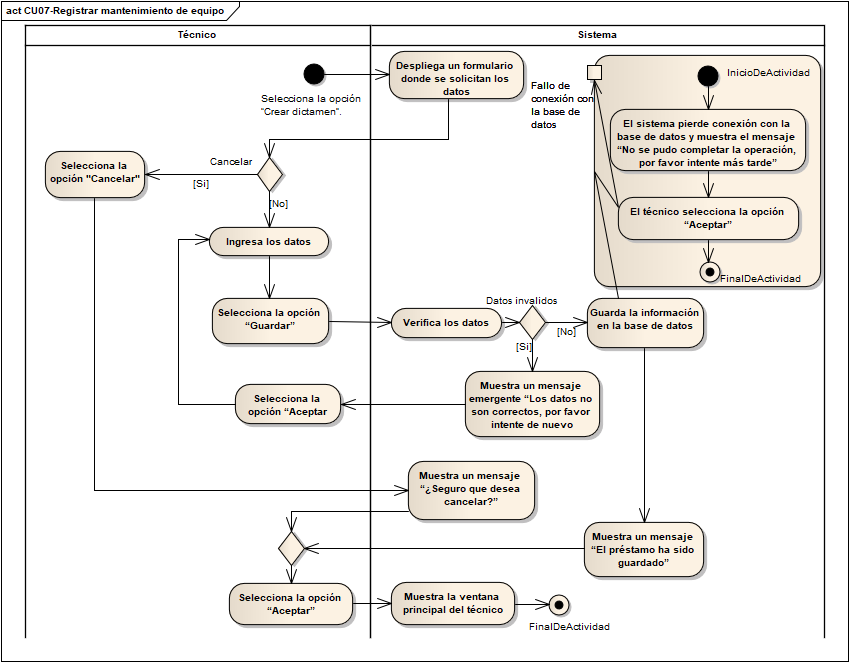 act CU07-Registrar mantenimiento de equipo
Técnico
Sistema
Selecciona la opción
"Crear dictamen".
Despliega un formulario
donde se solicitan los
datos
Fallo de
conexión con
la base de
datos
InicioDeActividad
El sistema pierde conexión con la
base de datos y muestra el mensaje
“No se pudo completar la operación,
por favor intente más tarde”
El técnico selecciona la opción
“Aceptar”
FinalDeActividad
Cancelar
[Si]
[No]
Selecciona la
opción "Cancelar"
Ingresa los datos
Selecciona la opción
“Guardar”
Verifica los datos
Datos invalidos
[No]
[Si]
Guarda la información
en la base de datos
Muestra un mensaje
emergente “Los datos no
son correctos, por favor
intente de nuevo
Selecciona la
opción “Aceptar
Muestra un mensaje
“¿Seguro que desea
cancelar?”
Muestra un mensaje
“El préstamo ha sido
guardado”
Selecciona la opción
“Aceptar”
Muestra la ventana
principal del técnico
FinalDeActividad